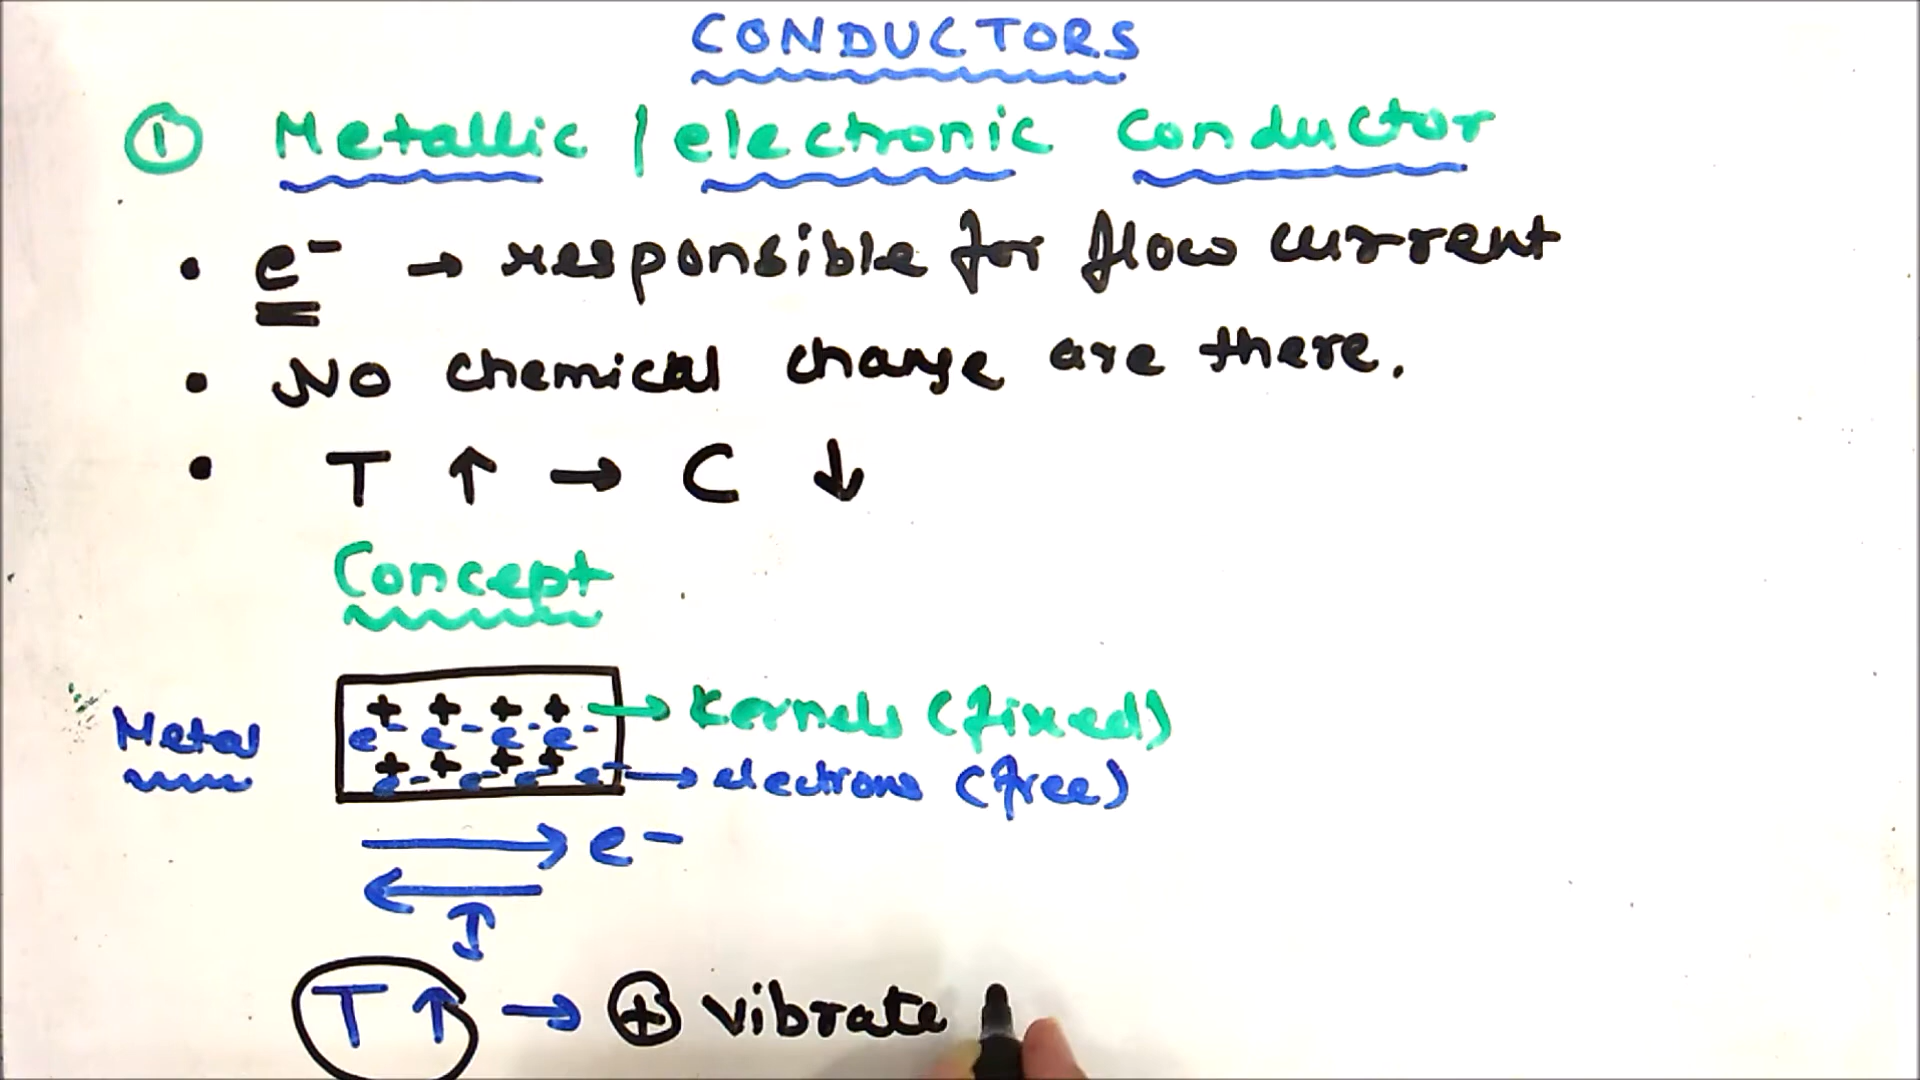 CONDUCTORS
① Metallic / electronic conductor
• e⁻ → responsible for flow current
• No chemical change are there.
• T ↑ → C ↓
Concept
Metal
+ + + + → Kernels (fixed)
e⁻ e⁻ e⁻ e⁻
+ + + +
e⁻ e⁻ e⁻ e⁻ → electrons (free)
→ e⁻
← I
T ↑ → ⊕ vibrate